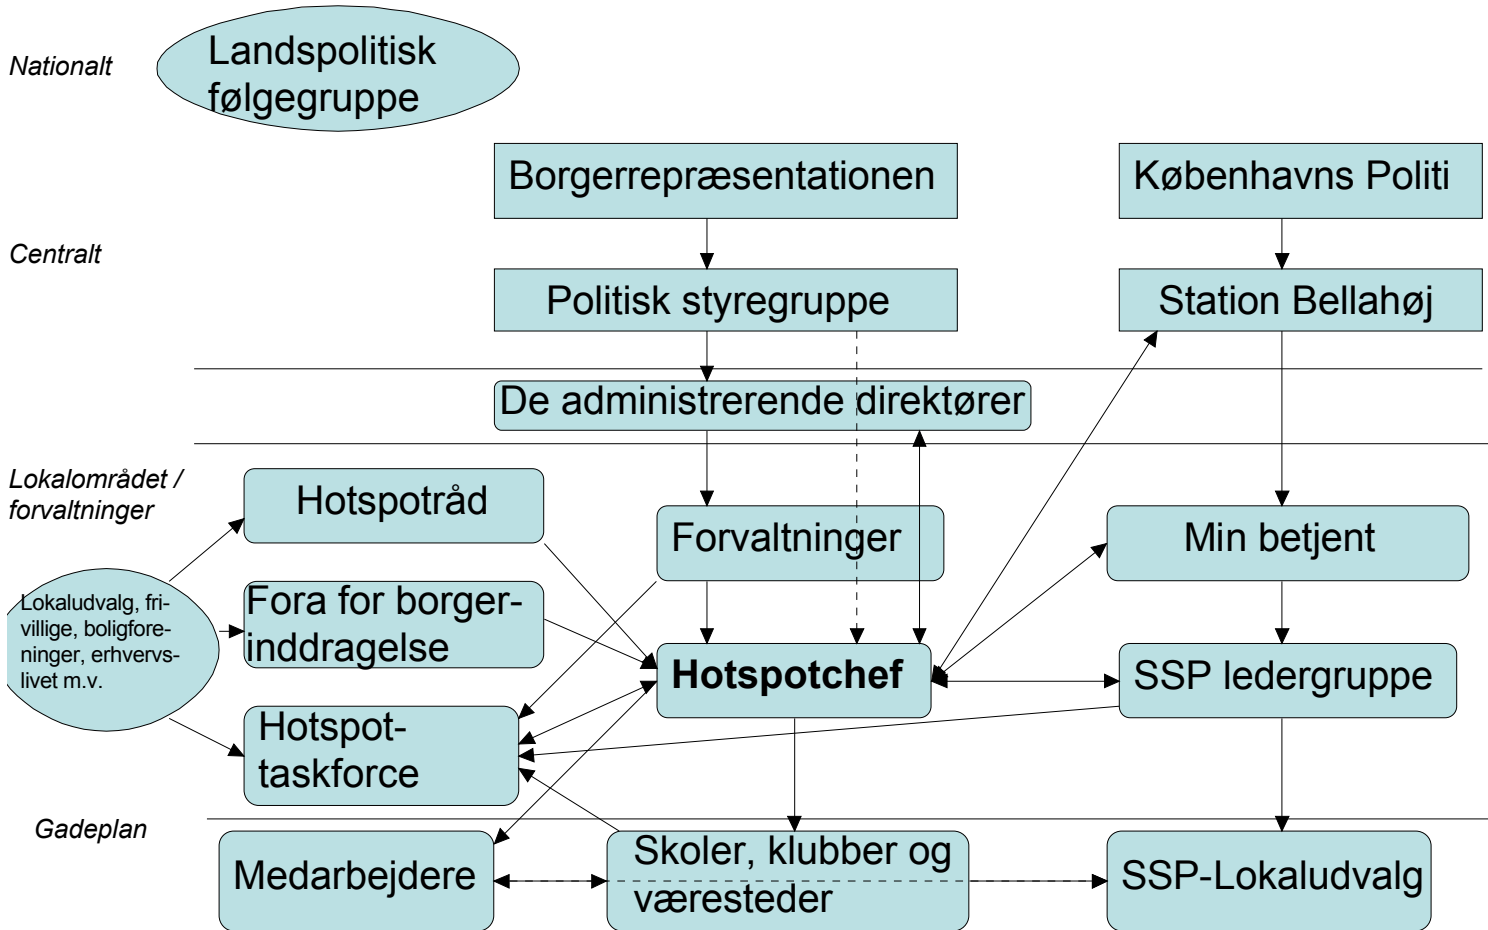 Nationalt
Landspolitisk
følgegruppe
Borgerrepræsentationen
Københavns Politi
Centralt
Politisk styregruppe
Station Bellahøj
De administrerende direktører
Lokalområdet /
forvaltninger
Hotspotråd
Forvaltninger
Min betjent
Lokaludvalg, fri-
villige, boligfore-
ninger, erhvervs-
livet m.v.
Fora for borger-
inddragelse
Hotspotchef
SSP ledergruppe
Hotspot-
taskforce
Gadeplan
Medarbejdere
Skoler, klubber og
væresteder
SSP-Lokaludvalg